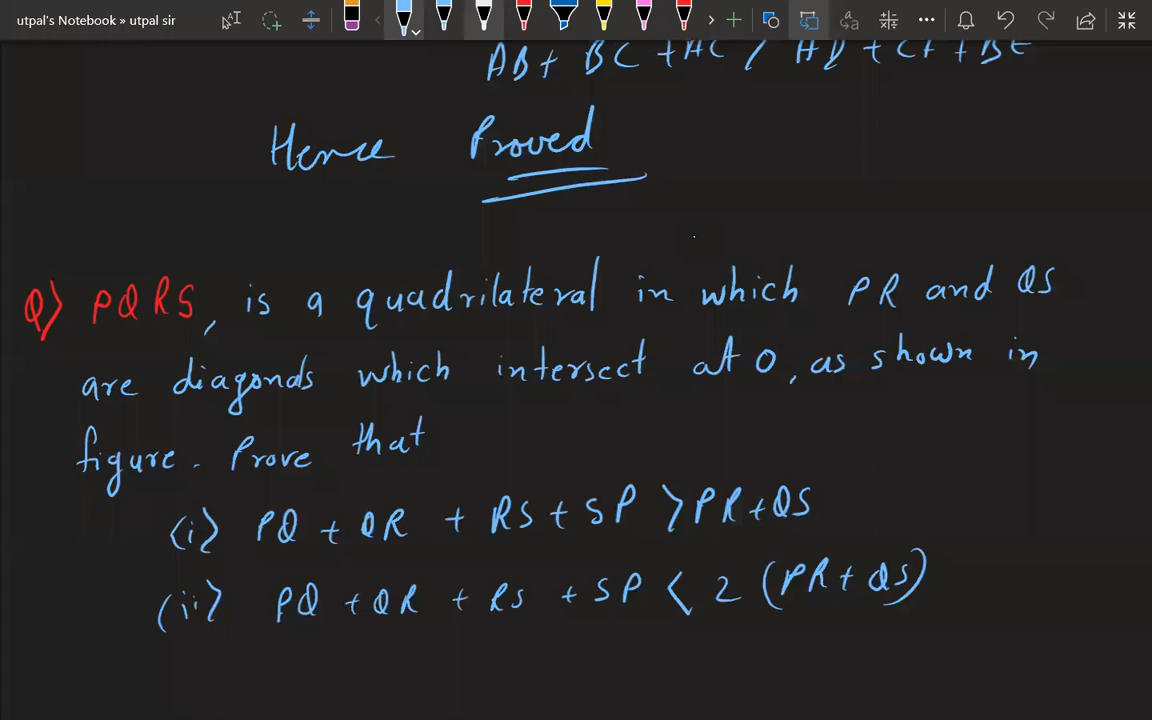 utpal's Notebook » utpal sir
AB + BC + AC / AD + CF + BE
Hence Proved
Q) PQRS, is a quadrilateral in which PR and QS
are diagonds which intersect at O, as shown in
figure. Prove that
(i) PQ + QR + RS + SP > PR + QS
(ii) PQ + QR + RS + SP < 2 (PR + QS)